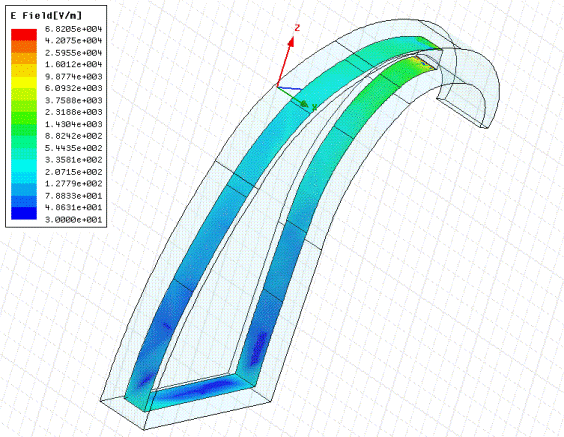 E Field[V/m]
6.8205e+004
4.2075e+004
2.5955e+004
1.6012e+004
9.8774e+003
6.0932e+003
3.7588e+003
2.3188e+003
1.4304e+003
8.8242e+002
5.4435e+002
3.3581e+002
2.0715e+002
1.2779e+002
7.8833e+001
4.8631e+001
3.0000e+001
Z